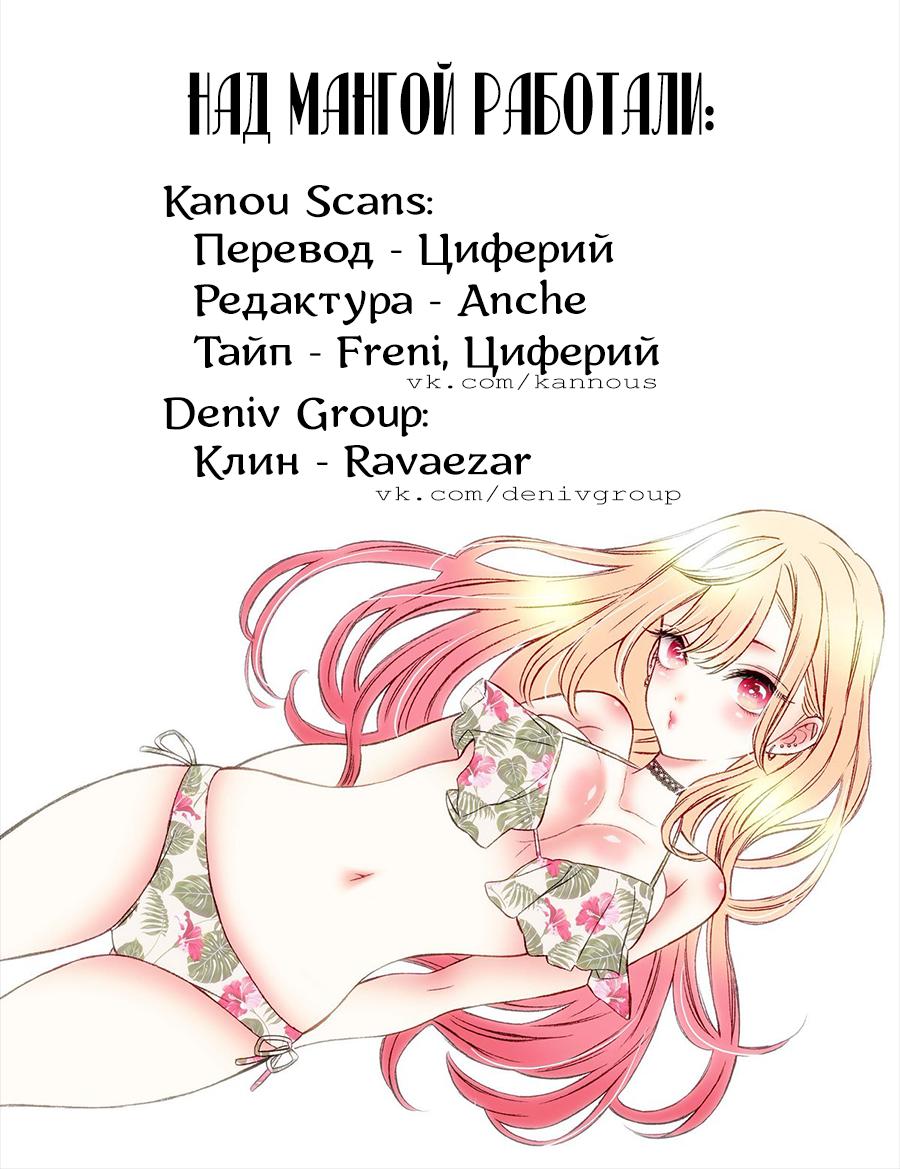 НАД МАНГОЙ РАБОТАЛИ:
Kanou Scans:
Перевод - Циферий
Редактура - Anche
Тайп - Freni, Циферий
vk.com/kannous
Deniv Group:
Клин - Ravaezar
vk.com/denivgroup